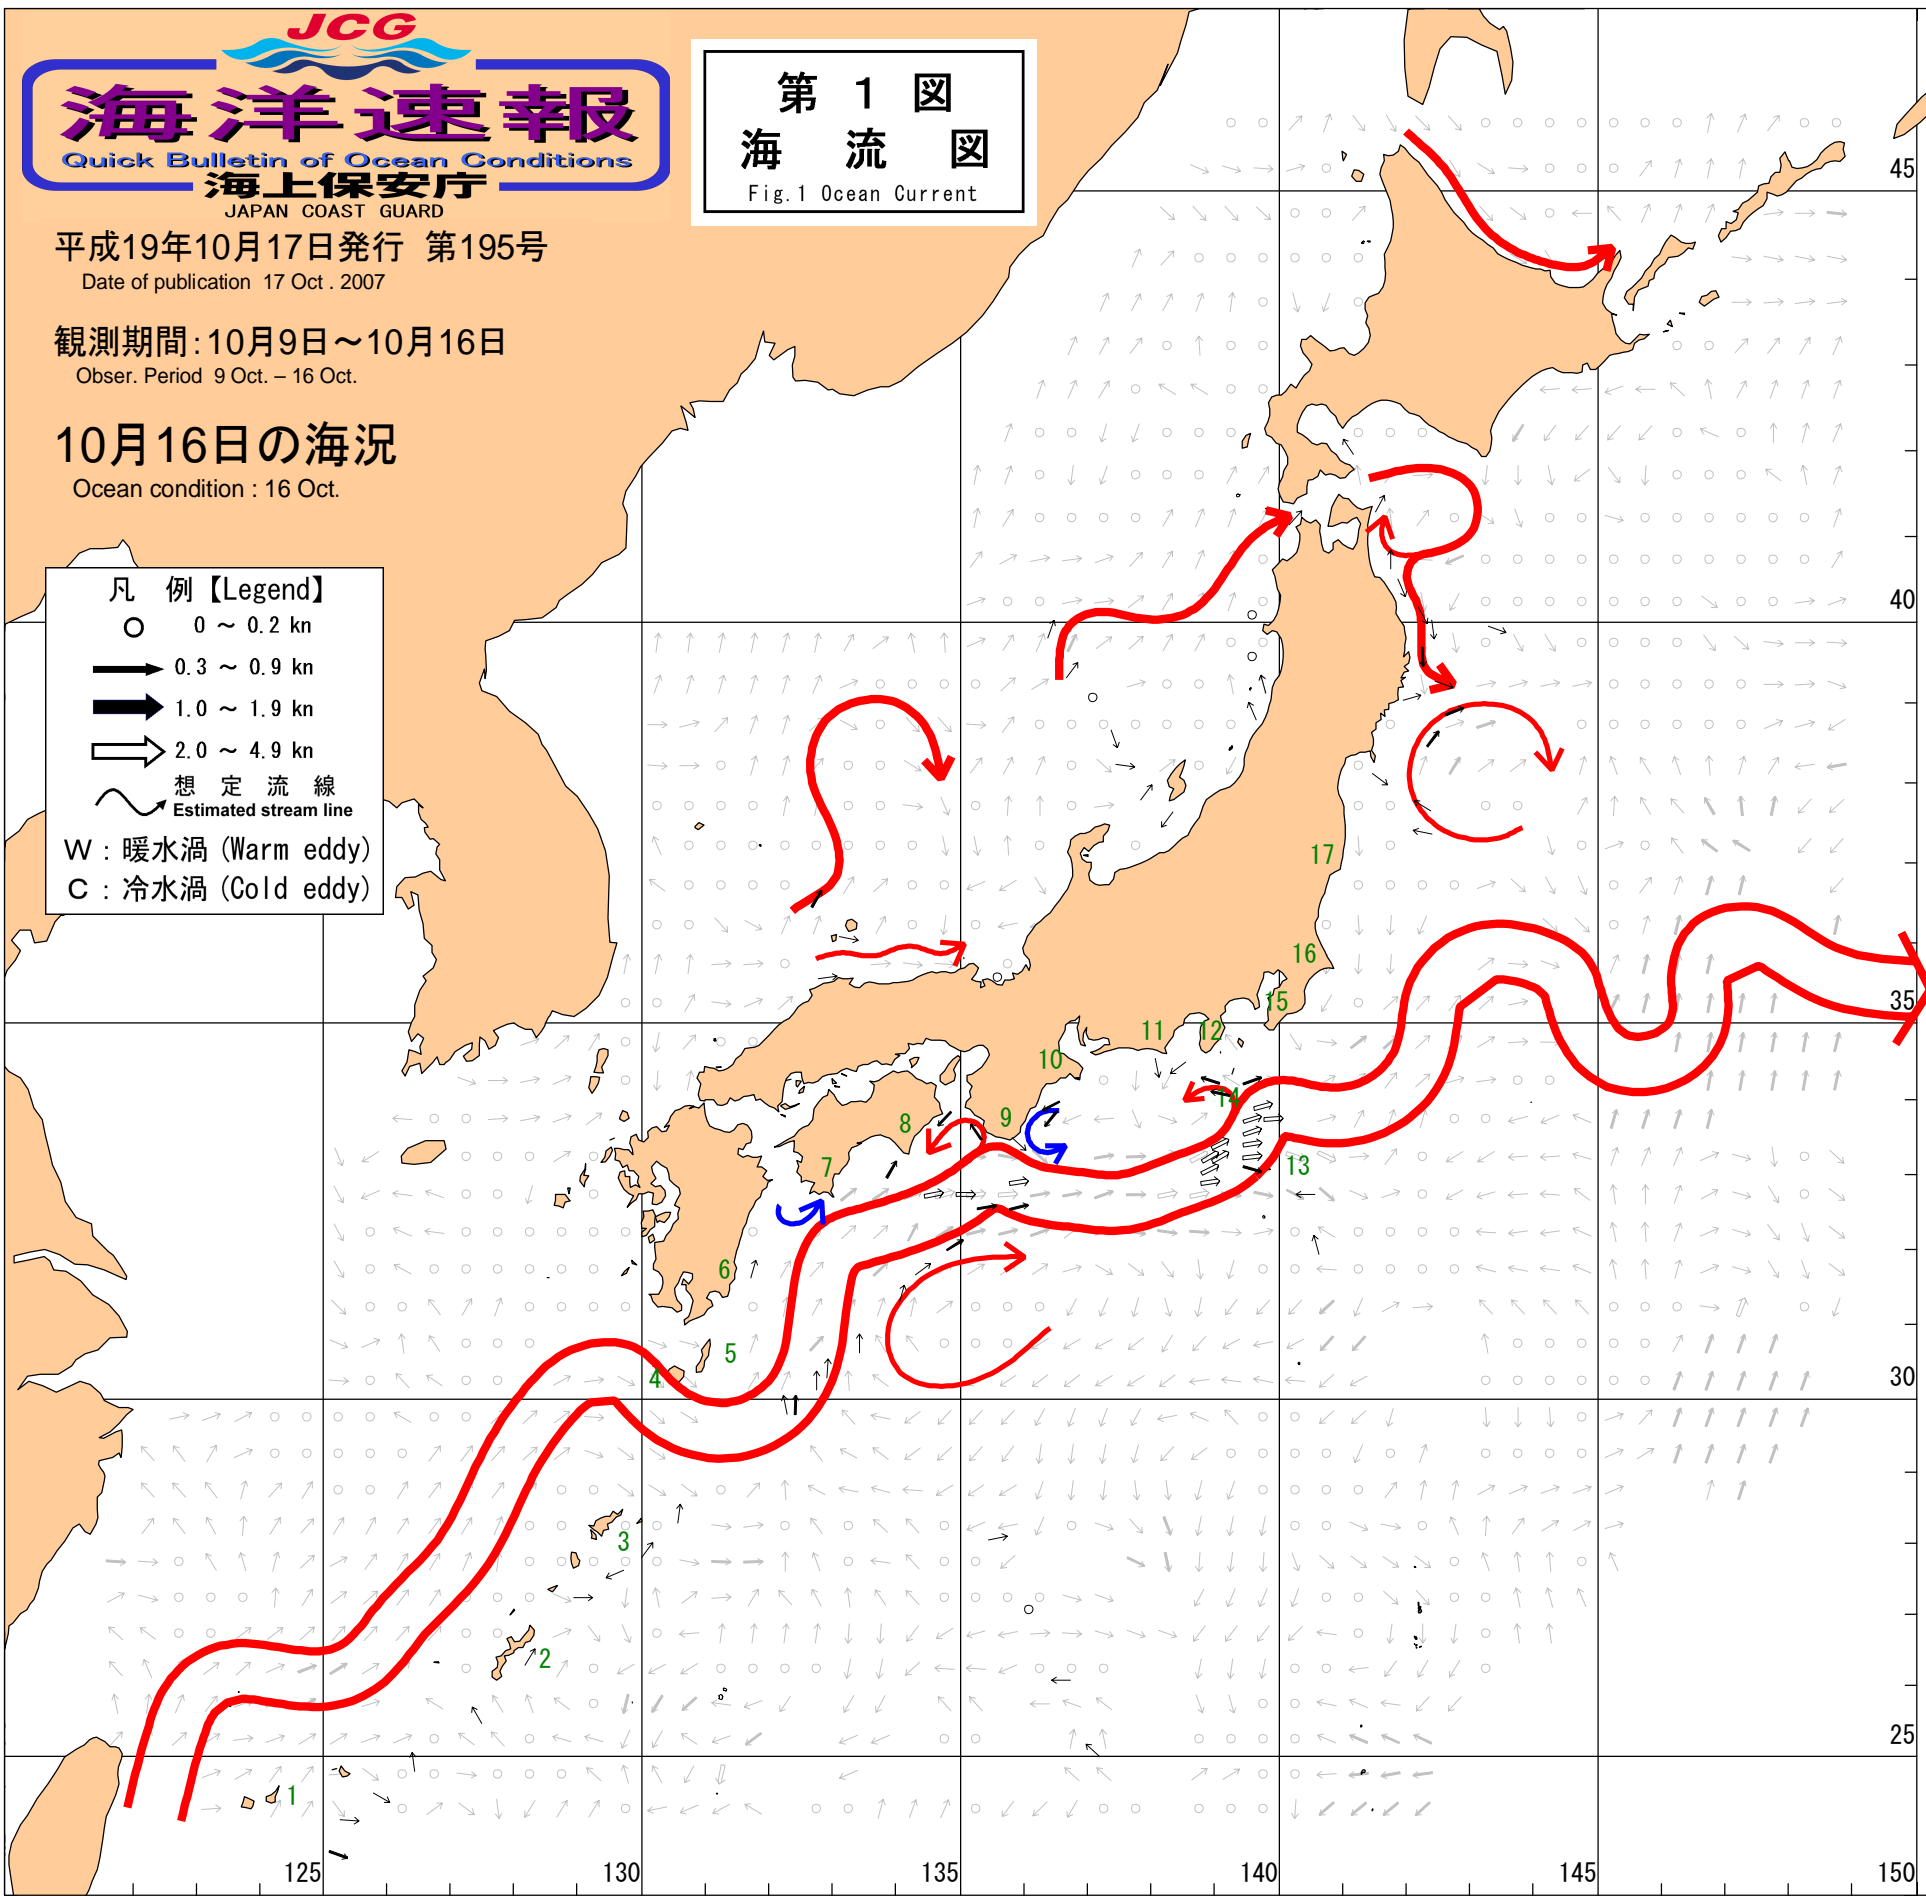 JCG
海洋速報
Quick Bulletin of Ocean Conditions
海上保安庁
JAPAN COAST GUARD
平成19年10月17日発行 第195号
Date of publication 17 Oct . 2007
観測期間:10月9日～10月16日
Obser. Period 9 Oct. – 16 Oct.
10月16日の海況
Ocean condition : 16 Oct.
第 1 図
海 流 図
Fig.1 Ocean Current
凡 例【Legend】
0 ～ 0.2 kn
0.3 ～ 0.9 kn
1.0 ～ 1.9 kn
2.0 ～ 4.9 kn
想 定 流 線
Estimated stream line
W : 暖水渦 (Warm eddy)
C : 冷水渦 (Cold eddy)
45
40
17
16
15
35
12
11
10
14
9
8
7
13
6
5
4
30
3
2
25
1
125
130
135
140
145
150